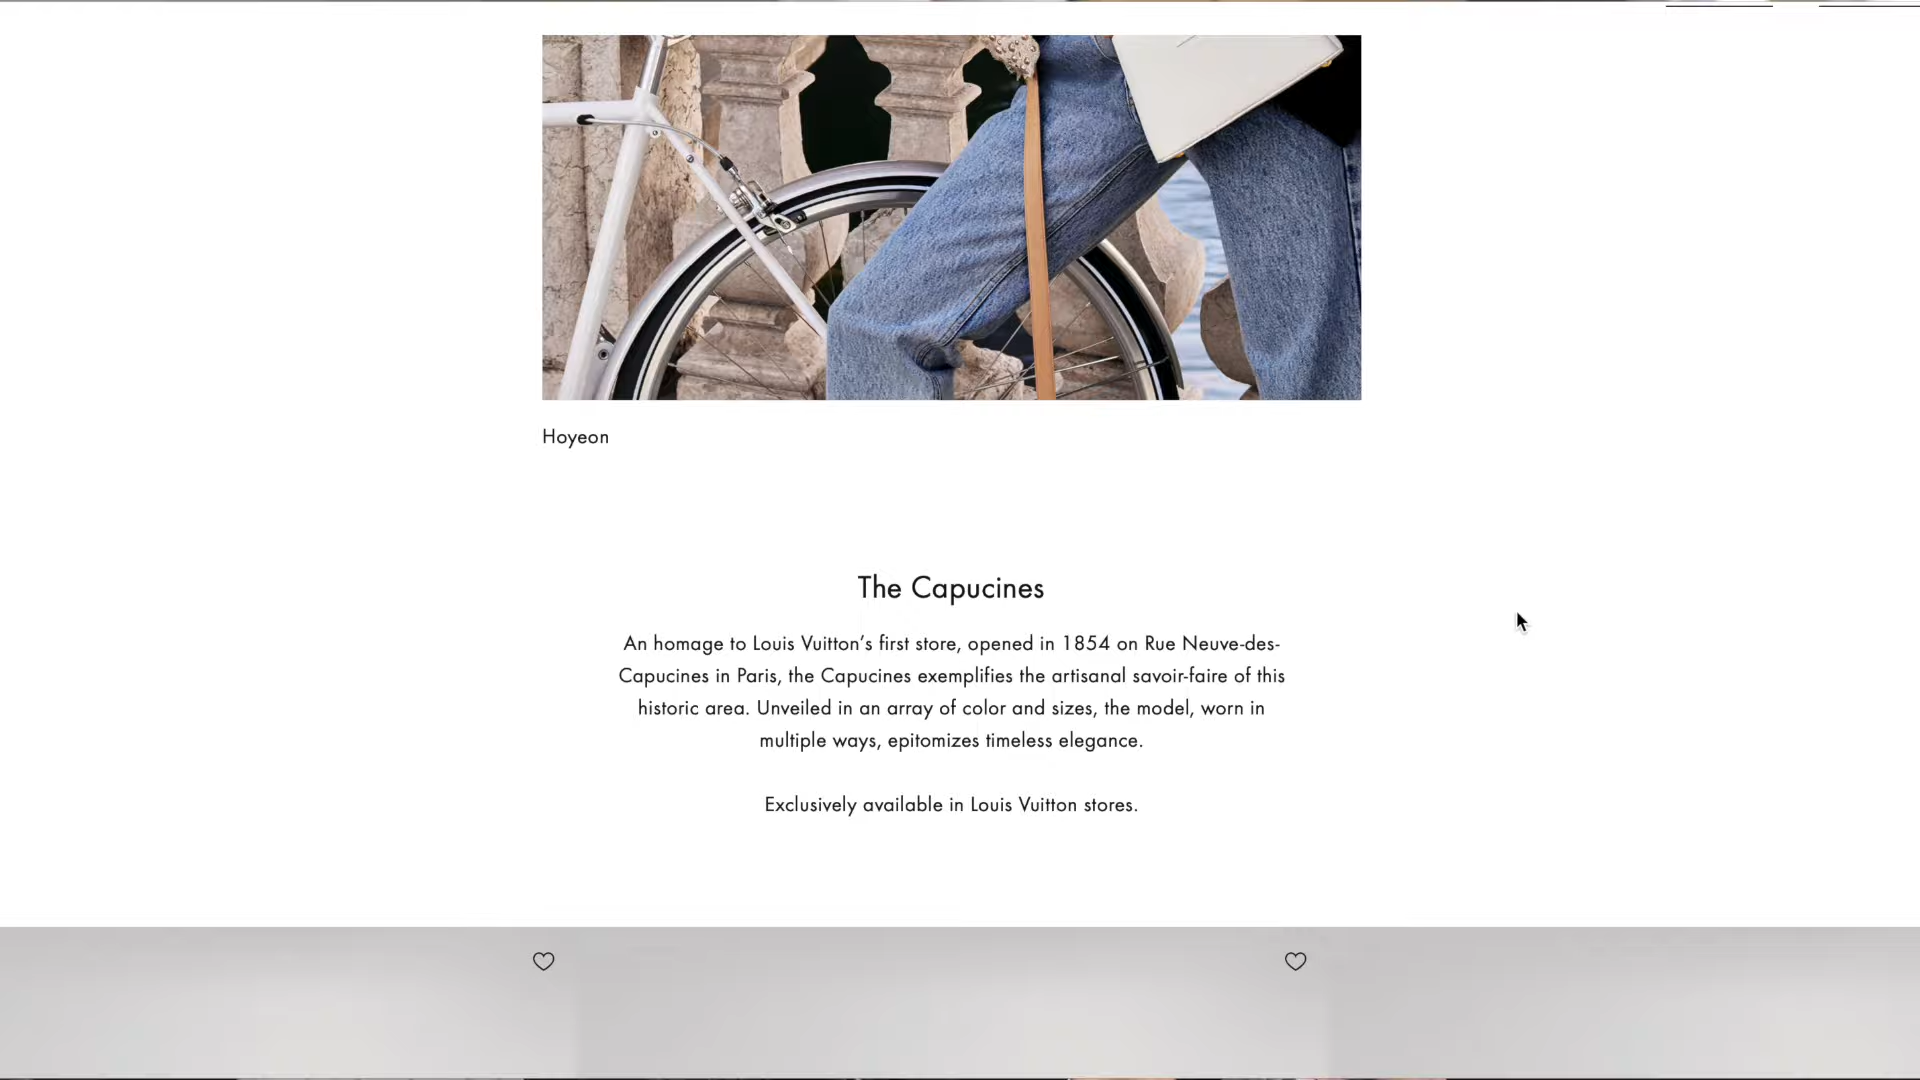 Hoyeon
The Capucines
An homage to Louis Vuitton’s first store, opened in 1854 on Rue Neuve-des-
Capucines in Paris, the Capucines exemplifies the artisanal savoir-faire of this
historic area. Unveiled in an array of color and sizes, the model, worn in
multiple ways, epitomizes timeless elegance.
Exclusively available in Louis Vuitton stores.